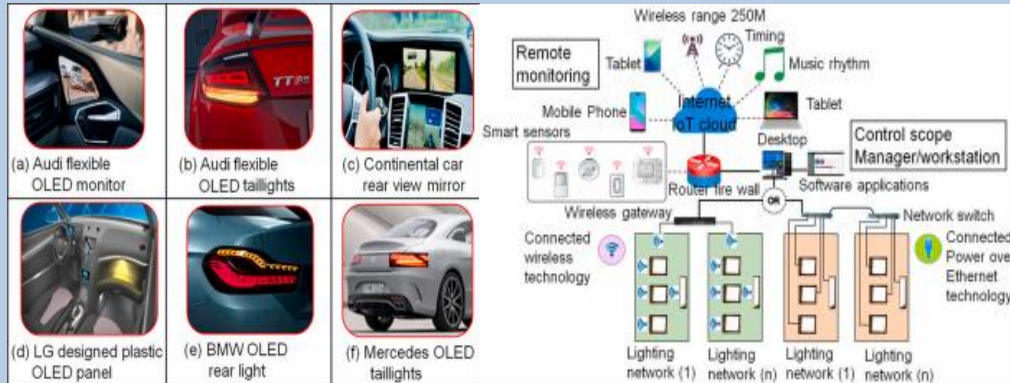 TTRS
(a) Audi flexible
OLED monitor
(b) Audi flexible
OLED taillights
(c) Continental car
rear view mirror
(d) LG designed plastic
OLED panel
(e) BMW OLED
rear light
(f) Mercedes OLED
taillights
Wireless range 250M
Remote
monitoring
Tablet
Timing
Music rhythm
Mobile Phone
Internet
IoT cloud
Tablet
Smart sensors
Desktop
Control scope
Manager/workstation
Router fire wall
Software applications
OR
Wireless gateway
Network switch
Connected
wireless
technology
Connected
Power over
Ethernet
technology
Lighting
network (1)
Lighting
network (n)
Lighting
network (1)
Lighting
network (n)